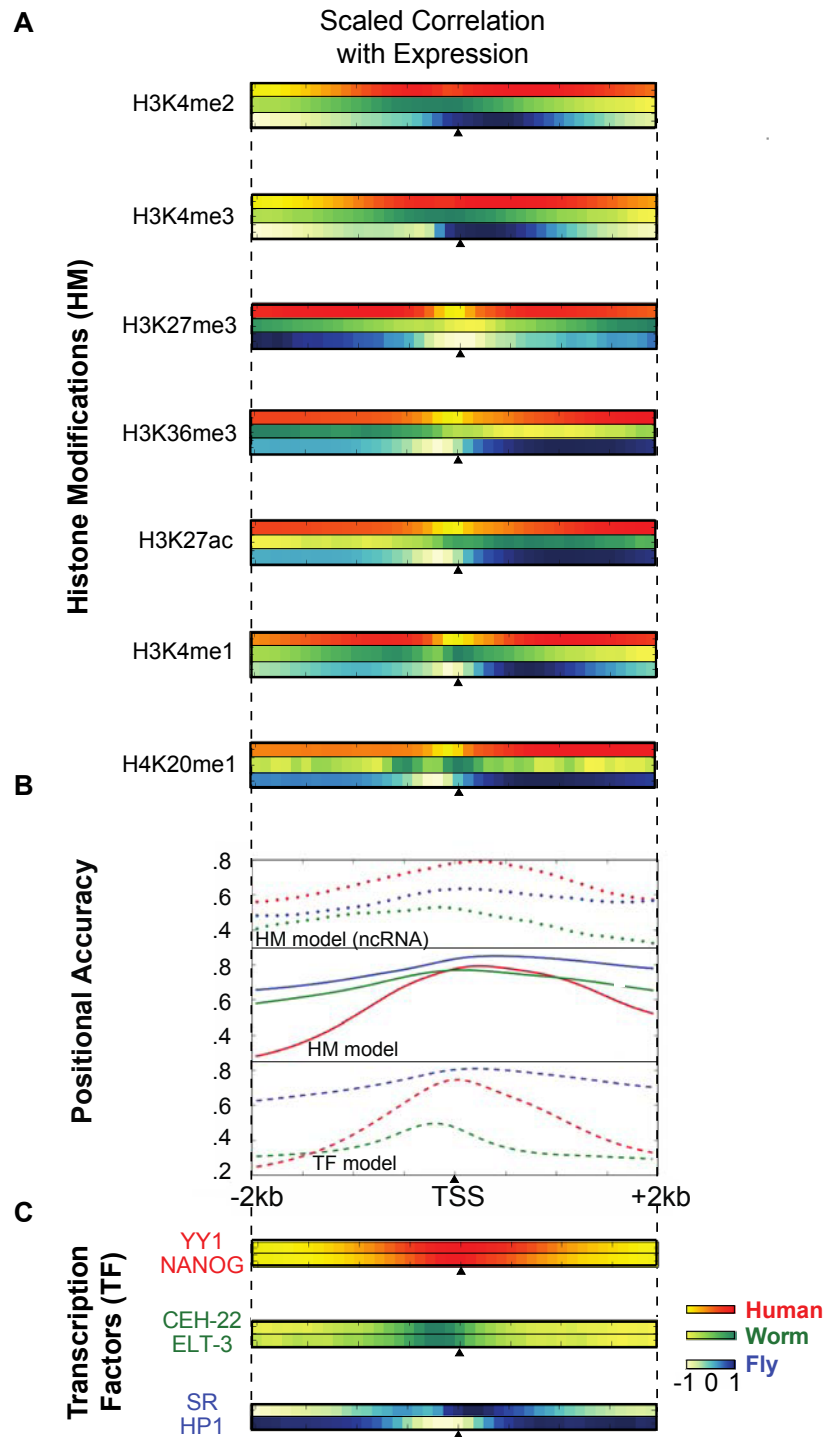 A
Scaled Correlation
with Expression
Histone Modifications (HM)
H3K4me2
H3K4me3
H3K27me3
H3K36me3
H3K27ac
H3K4me1
H4K20me1
B
Positional Accuracy
.8
.6
.4
HM model (ncRNA)
.8
.6
.4
HM model
.8
.6
.4
.2
TF model
-2kb
TSS
+2kb
C
Transcription
Factors (TF)
YY1
NANOG
CEH-22
ELT-3
SR
HP1
Human
Worm
Fly
-1 0 1